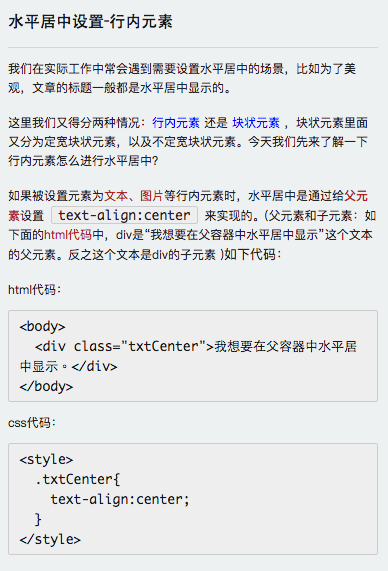 水平居中设置-行内元素
我们在实际工作中常会遇到需要设置水平居中的场景，比如为了美
观，文章的标题一般都是水平居中显示的。
这里我们又得分两种情况：行内元素 还是 块状元素 ，块状元素里面
又分为定宽块状元素，以及不定宽块状元素。今天我们先来了解一下
行内元素怎么进行水平居中?
如果被设置元素为文本、图片等行内元素时，水平居中是通过给父元
素设置 text-align:center 来实现的。(父元素和子元素：如
下面的html代码中，div是“我想要在父容器中水平居中显示”这个文本
的父元素。反之这个文本是div的子元素 )如下代码：
html代码：
<body>
<div class="txtCenter">我想要在父容器中水平居
中显示。</div>
</body>
css代码：
<style>
.txtCenter{
text-align:center;
}
</style>